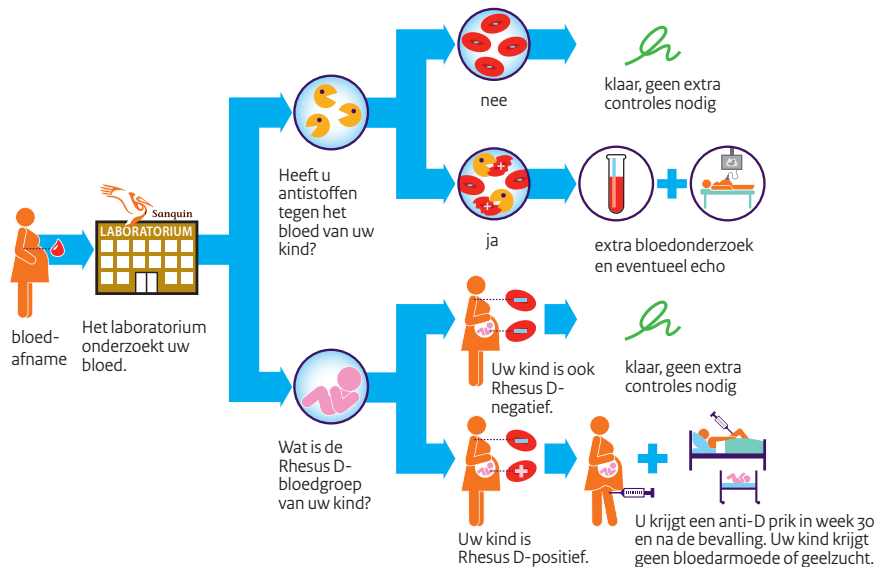 bloed-
afname
Sanquin
LABORATORIUM
Het laboratorium
onderzoekt uw
bloed.
Heeft u
antistoffen
tegen het
bloed van uw
kind?
nee
klaar, geen extra
controles nodig
ja
extra bloedonderzoek
en eventueel echo
Wat is de
Rhesus D-
bloedgroep
van uw kind?
Uw kind is ook
Rhesus D-
negatief.
klaar, geen extra
controles nodig
Uw kind is
Rhesus D-positief.
U krijgt een anti-D prik in week 30
en na de bevalling. Uw kind krijgt
geen bloedarmoede of geelzucht.